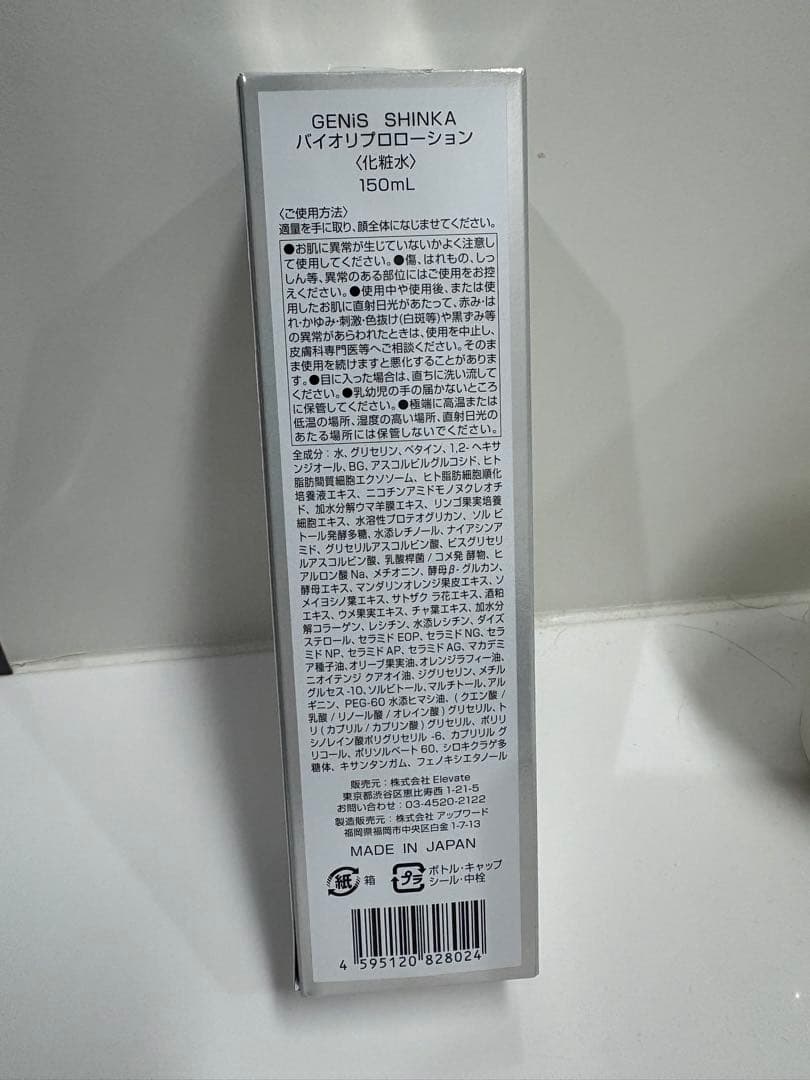 GENiS SHINKA
バイオリプロローション
〈化粧水〉
150mL
〈ご使用方法〉
適量を手に取り、顔全体になじませてください。
●お肌に異常が生じていないかよく注意し
て使用してください。●傷、はれもの、しっ
しん等、異常のある部位にはご使用をお控
えください。●使用中や使用後、または使
用したお肌に直射日光があたって、赤み・は
れ・かゆみ・刺激・色抜け(白斑等)や黒ずみ等
の異常があらわれたときは、使用を中止し、
皮膚科専門医等へご相談ください。そのま
ま使用を続けますと悪化することがありま
す。●目に入った場合は、直ちに洗い流して
ください。●乳幼児の手の届かないところ
に保管してください。●極端に高温または
低温の場所、湿度の高い場所、直射日光の
あたる場所には保管しないでください。
全成分：水、グリセリン、ベタイン、1,2-ヘキサ
ンジオール、BG、アスコルビルグルコシド、ヒト
脂肪間質細胞エクソソーム、ヒト脂肪細胞順化
培養液エキス、ニコチンアミドモノヌクレオチ
ド、加水分解ウマ羊膜エキス、リンゴ果実培養
細胞エキス、水溶性プロテオグリカン、ソルビ
トール発酵多糖、水添レチノール、ナイアシンア
ミド、グリセリルアスコルビン酸、ビスグリセリ
ルアスコルビン酸、乳酸桿菌/コメ発 酵物、ヒ
アルロン酸Na、メチオニン、酵母β-グルカン、
酵母エキス、マンダリンオレンジ果皮エキス、ソ
メイヨシノ葉エキス、サトザク ラ花エキス、酒粕
エキス、ウメ果実エキス、チャ葉エキス、加水分
解コラーゲン、レシチン、水添レシチン、ダイズ
ステロール、セラミドEOP、セラミドNG、セラ
ミドNP、セラミドAP、セラミドAG、マカデミ
ア種子油、オリーブ果実油、オレンジラフィー油、
ニオイテンジ クアオイ油、ジグリセリン、メチル
グルセス-10、ソルビトール、マルチトール、アル
ギニン、PEG-60水添ヒマシ油、(クエン酸/
乳酸/リノール酸/オレイン酸)グリセリル、ト
リ(カプリル/カプリン酸)グリセリル、ポリリ
シノレイン酸ポリグリセリル-6、カプリリル グ
リコール、ポリソルベート60、シロキクラゲ多
糖体、キサンタンガム、フェノキシエタノール
販売元：株式会社 Elevate
東京都渋谷区恵比寿西1-21-5
お問い合わせ：03-4520-2122
製造販売元：株式会社 アップワード
福岡県福岡市中央区白金1-7-13
MADE IN JAPAN
紙 箱 プラ ボトル・キャップ
シール・中栓
4 595120 828024